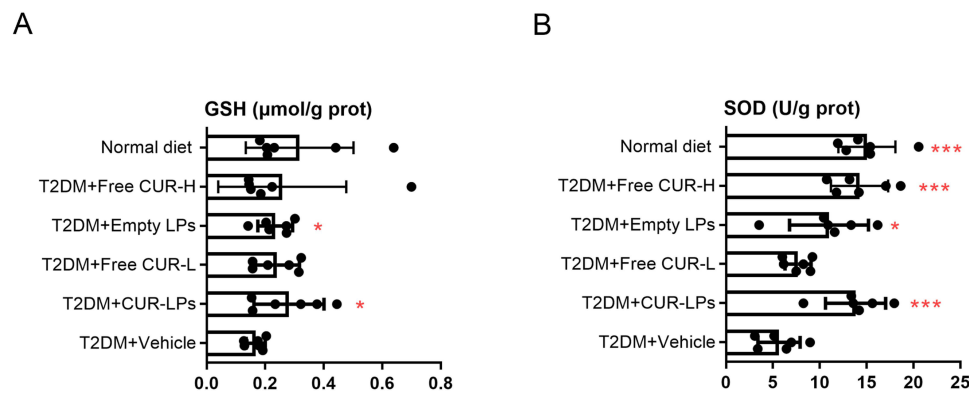 A
GSH (μmol/g prot)
Normal diet
T2DM+Free CUR-H
T2DM+Empty LPs
*
T2DM+Free CUR-L
T2DM+CUR-LPs
*
T2DM+Vehicle
0.0 0.2 0.4 0.6 0.8
B
SOD (U/g prot)
Normal diet
***
T2DM+Free CUR-H
***
T2DM+Empty LPs
*
T2DM+Free CUR-L
T2DM+CUR-LPs
***
T2DM+Vehicle
0 5 10 15 20 25